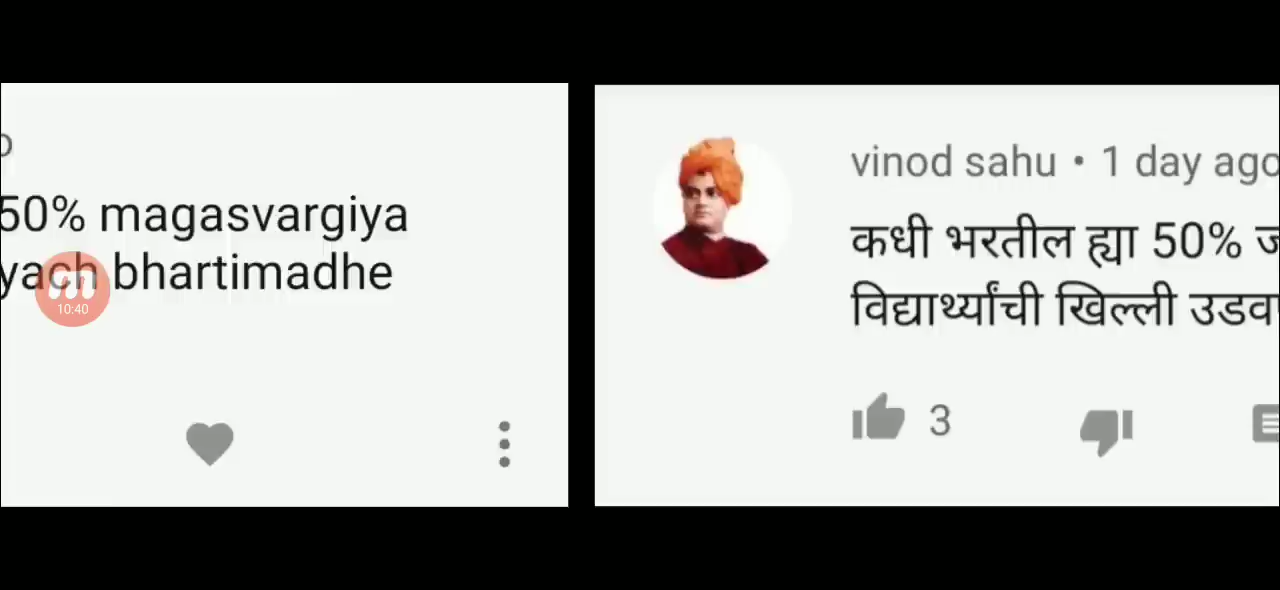 50% magasvargiya
bhartimadhe
10:40
vinod sahu • 1 day ago
कधी भरतील ह्या 50%
विद्यार्थ्यांची खिल्ली
3